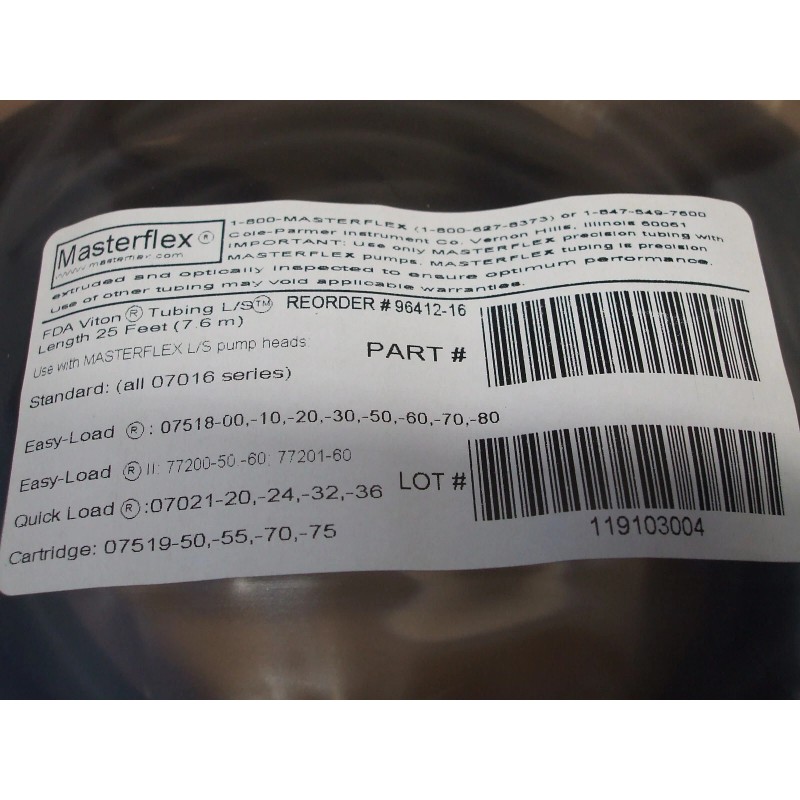 Masterflex®
www.masterflex.com
1-800-MASTERFLEX (1-800-627-8373) or 1-847-549-7600
Cole-Parmer Instrument Co. Vernon Hills, Illinois 60061
IMPORTANT: Use only MASTERFLEX precision tubing with
MASTERFLEX pumps. MASTERFLEX tubing is precision
extruded and optically inspected to ensure optimum performance.
Use of other tubing may void applicable warranties.
FDA Viton® Tubing L/S™ REORDER # 96412-16
Length 25 Feet (7.6 m)
Use with MASTERFLEX L/S pump heads:
PART #
Standard: (all 07016 series)
Easy-Load ®: 07518-00,-10,-20,-30,-50,-60,-70,-80
Easy-Load ® II: 77200-50 -60; 77201-60
LOT #
Quick Load ®:07021-20,-24,-32,-36
119103004
Cartridge: 07519-50,-55,-70,-75